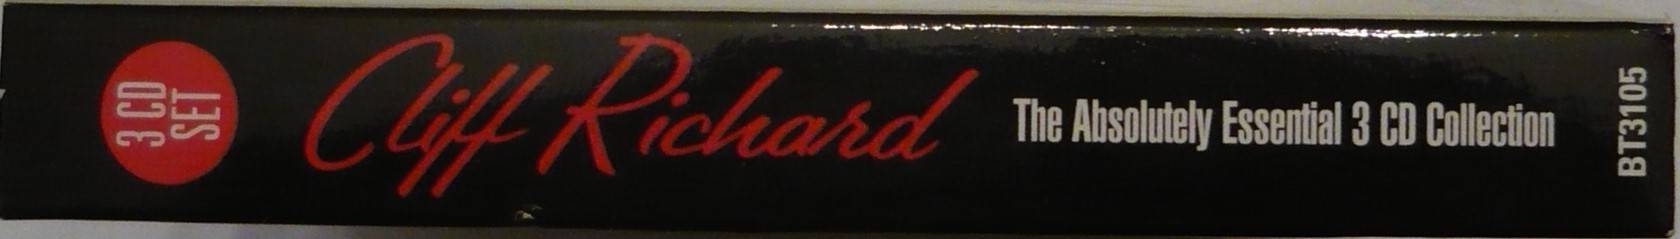 3 CD
SET
Cliff Richard
The Absolutely Essential 3 CD Collection
BT3105